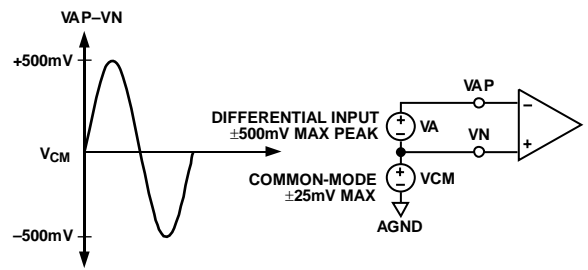 VAP–VN
+500mV
VCM
–500mV
DIFFERENTIAL INPUT
±500mV MAX PEAK
COMMON-MODE
±25mV MAX
VAP
VA
VN
VCM
AGND
+
–
+
–
–
+